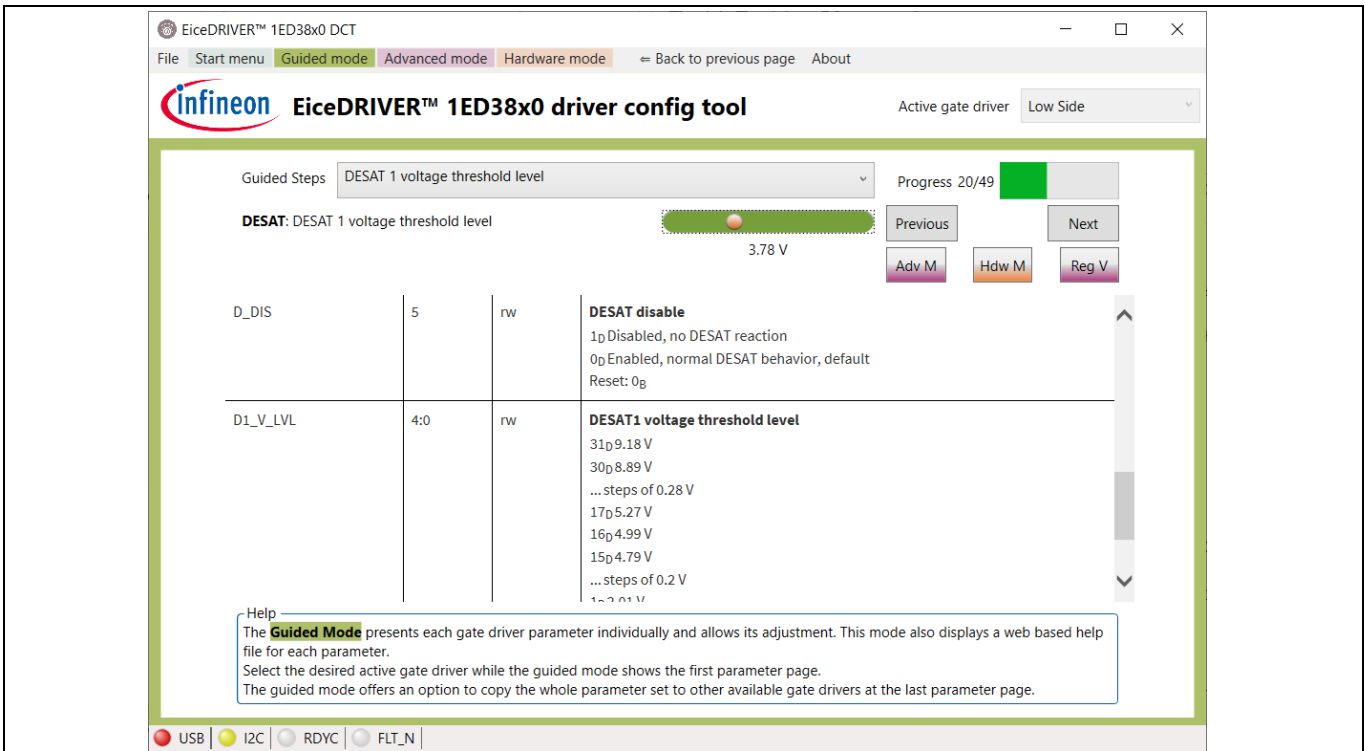 EiceDRIVER™ 1ED38x0 DCT
File Start menu Guided mode Advanced mode Hardware mode ⇐ Back to previous page About
infineon EiceDRIVER™ 1ED38x0 driver config tool Active gate driver Low Side
Guided Steps DESAT 1 voltage threshold level Progress 20/49
DESAT: DESAT 1 voltage threshold level Previous Next
3.78 V
Adv M Hdw M Reg V
D_DIS 5 rw DESAT disable
1D Disabled, no DESAT reaction
0D Enabled, normal DESAT behavior, default
Reset: 0B
D1_V_LVL 4:0 rw DESAT1 voltage threshold level
31D 9.18 V
30D 8.89 V
... steps of 0.28 V
17D 5.27 V
16D 4.99 V
15D 4.79 V
... steps of 0.2 V
Help
The Guided Mode presents each gate driver parameter individually and allows its adjustment. This mode also displays a web based help
file for each parameter.
Select the desired active gate driver while the guided mode shows the first parameter page.
The guided mode offers an option to copy the whole parameter set to other available gate drivers at the last parameter page.
USB I2C RDYC FLT_N